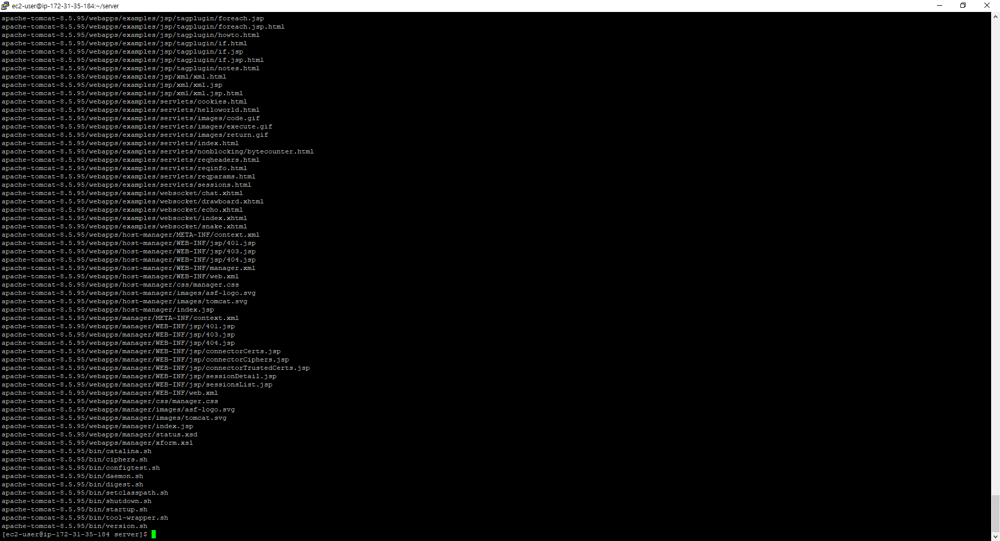 ec2-user@ip-172-31-35-184:~/server
apache-tomcat-8.5.95/webapps/examples/jsp/tagplugin/foreach.jsp
apache-tomcat-8.5.95/webapps/examples/jsp/tagplugin/foreach.jsp.html
apache-tomcat-8.5.95/webapps/examples/jsp/tagplugin/howto.html
apache-tomcat-8.5.95/webapps/examples/jsp/tagplugin/if.html
apache-tomcat-8.5.95/webapps/examples/jsp/tagplugin/if.jsp
apache-tomcat-8.5.95/webapps/examples/jsp/tagplugin/if.jsp.html
apache-tomcat-8.5.95/webapps/examples/jsp/tagplugin/notes.html
apache-tomcat-8.5.95/webapps/examples/jsp/xml/xml.html
apache-tomcat-8.5.95/webapps/examples/jsp/xml/xml.jsp
apache-tomcat-8.5.95/webapps/examples/jsp/xml/xml.jsp.html
apache-tomcat-8.5.95/webapps/examples/servlets/cookies.html
apache-tomcat-8.5.95/webapps/examples/servlets/helloworld.html
apache-tomcat-8.5.95/webapps/examples/servlets/images/code.gif
apache-tomcat-8.5.95/webapps/examples/servlets/images/execute.gif
apache-tomcat-8.5.95/webapps/examples/servlets/images/return.gif
apache-tomcat-8.5.95/webapps/examples/servlets/index.html
apache-tomcat-8.5.95/webapps/examples/servlets/nonblocking/bytecounter.html
apache-tomcat-8.5.95/webapps/examples/servlets/reqheaders.html
apache-tomcat-8.5.95/webapps/examples/servlets/reqinfo.html
apache-tomcat-8.5.95/webapps/examples/servlets/reqparams.html
apache-tomcat-8.5.95/webapps/examples/servlets/sessions.html
apache-tomcat-8.5.95/webapps/examples/websocket/chat.xhtml
apache-tomcat-8.5.95/webapps/examples/websocket/drawboard.xhtml
apache-tomcat-8.5.95/webapps/examples/websocket/echo.xhtml
apache-tomcat-8.5.95/webapps/examples/websocket/index.xhtml
apache-tomcat-8.5.95/webapps/examples/websocket/snake.xhtml
apache-tomcat-8.5.95/webapps/host-manager/META-INF/context.xml
apache-tomcat-8.5.95/webapps/host-manager/WEB-INF/jsp/401.jsp
apache-tomcat-8.5.95/webapps/host-manager/WEB-INF/jsp/403.jsp
apache-tomcat-8.5.95/webapps/host-manager/WEB-INF/jsp/404.jsp
apache-tomcat-8.5.95/webapps/host-manager/WEB-INF/manager.xml
apache-tomcat-8.5.95/webapps/host-manager/WEB-INF/web.xml
apache-tomcat-8.5.95/webapps/host-manager/css/manager.css
apache-tomcat-8.5.95/webapps/host-manager/images/asf-logo.svg
apache-tomcat-8.5.95/webapps/host-manager/images/tomcat.svg
apache-tomcat-8.5.95/webapps/host-manager/index.jsp
apache-tomcat-8.5.95/webapps/manager/META-INF/context.xml
apache-tomcat-8.5.95/webapps/manager/WEB-INF/jsp/401.jsp
apache-tomcat-8.5.95/webapps/manager/WEB-INF/jsp/403.jsp
apache-tomcat-8.5.95/webapps/manager/WEB-INF/jsp/404.jsp
apache-tomcat-8.5.95/webapps/manager/WEB-INF/jsp/connectorCerts.jsp
apache-tomcat-8.5.95/webapps/manager/WEB-INF/jsp/connectorCiphers.jsp
apache-tomcat-8.5.95/webapps/manager/WEB-INF/jsp/connectorTrustedCerts.jsp
apache-tomcat-8.5.95/webapps/manager/WEB-INF/jsp/sessionDetail.jsp
apache-tomcat-8.5.95/webapps/manager/WEB-INF/jsp/sessionsList.jsp
apache-tomcat-8.5.95/webapps/manager/WEB-INF/web.xml
apache-tomcat-8.5.95/webapps/manager/css/manager.css
apache-tomcat-8.5.95/webapps/manager/images/asf-logo.svg
apache-tomcat-8.5.95/webapps/manager/images/tomcat.svg
apache-tomcat-8.5.95/webapps/manager/index.jsp
apache-tomcat-8.5.95/webapps/manager/status.xsd
apache-tomcat-8.5.95/webapps/manager/xform.xsl
apache-tomcat-8.5.95/bin/catalina.sh
apache-tomcat-8.5.95/bin/ciphers.sh
apache-tomcat-8.5.95/bin/configtest.sh
apache-tomcat-8.5.95/bin/daemon.sh
apache-tomcat-8.5.95/bin/digest.sh
apache-tomcat-8.5.95/bin/setclasspath.sh
apache-tomcat-8.5.95/bin/shutdown.sh
apache-tomcat-8.5.95/bin/startup.sh
apache-tomcat-8.5.95/bin/tool-wrapper.sh
apache-tomcat-8.5.95/bin/version.sh
[ec2-user@ip-172-31-35-184 server]$